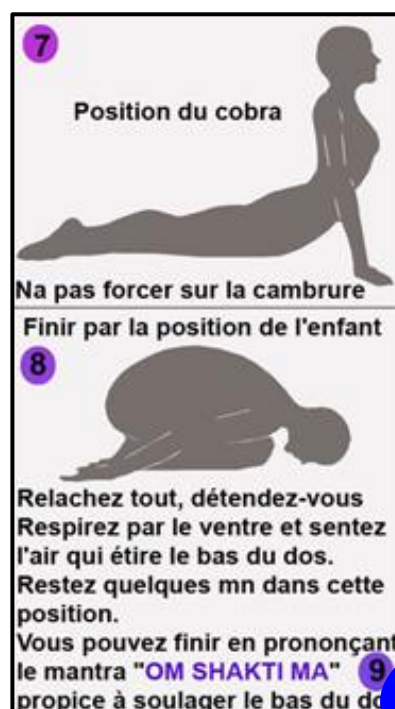 7
Position du cobra
Na pas forcer sur la cambrure
Finir par la position de l'enfant
8
Relachez tout, détendez-vous
Respirez par le ventre et sentez
l'air qui étire le bas du dos.
Restez quelques mn dans cette
position.
Vous pouvez finir en prononçant
le mantra "OM SHAKTI MA" 9
propice à soulager le bas du